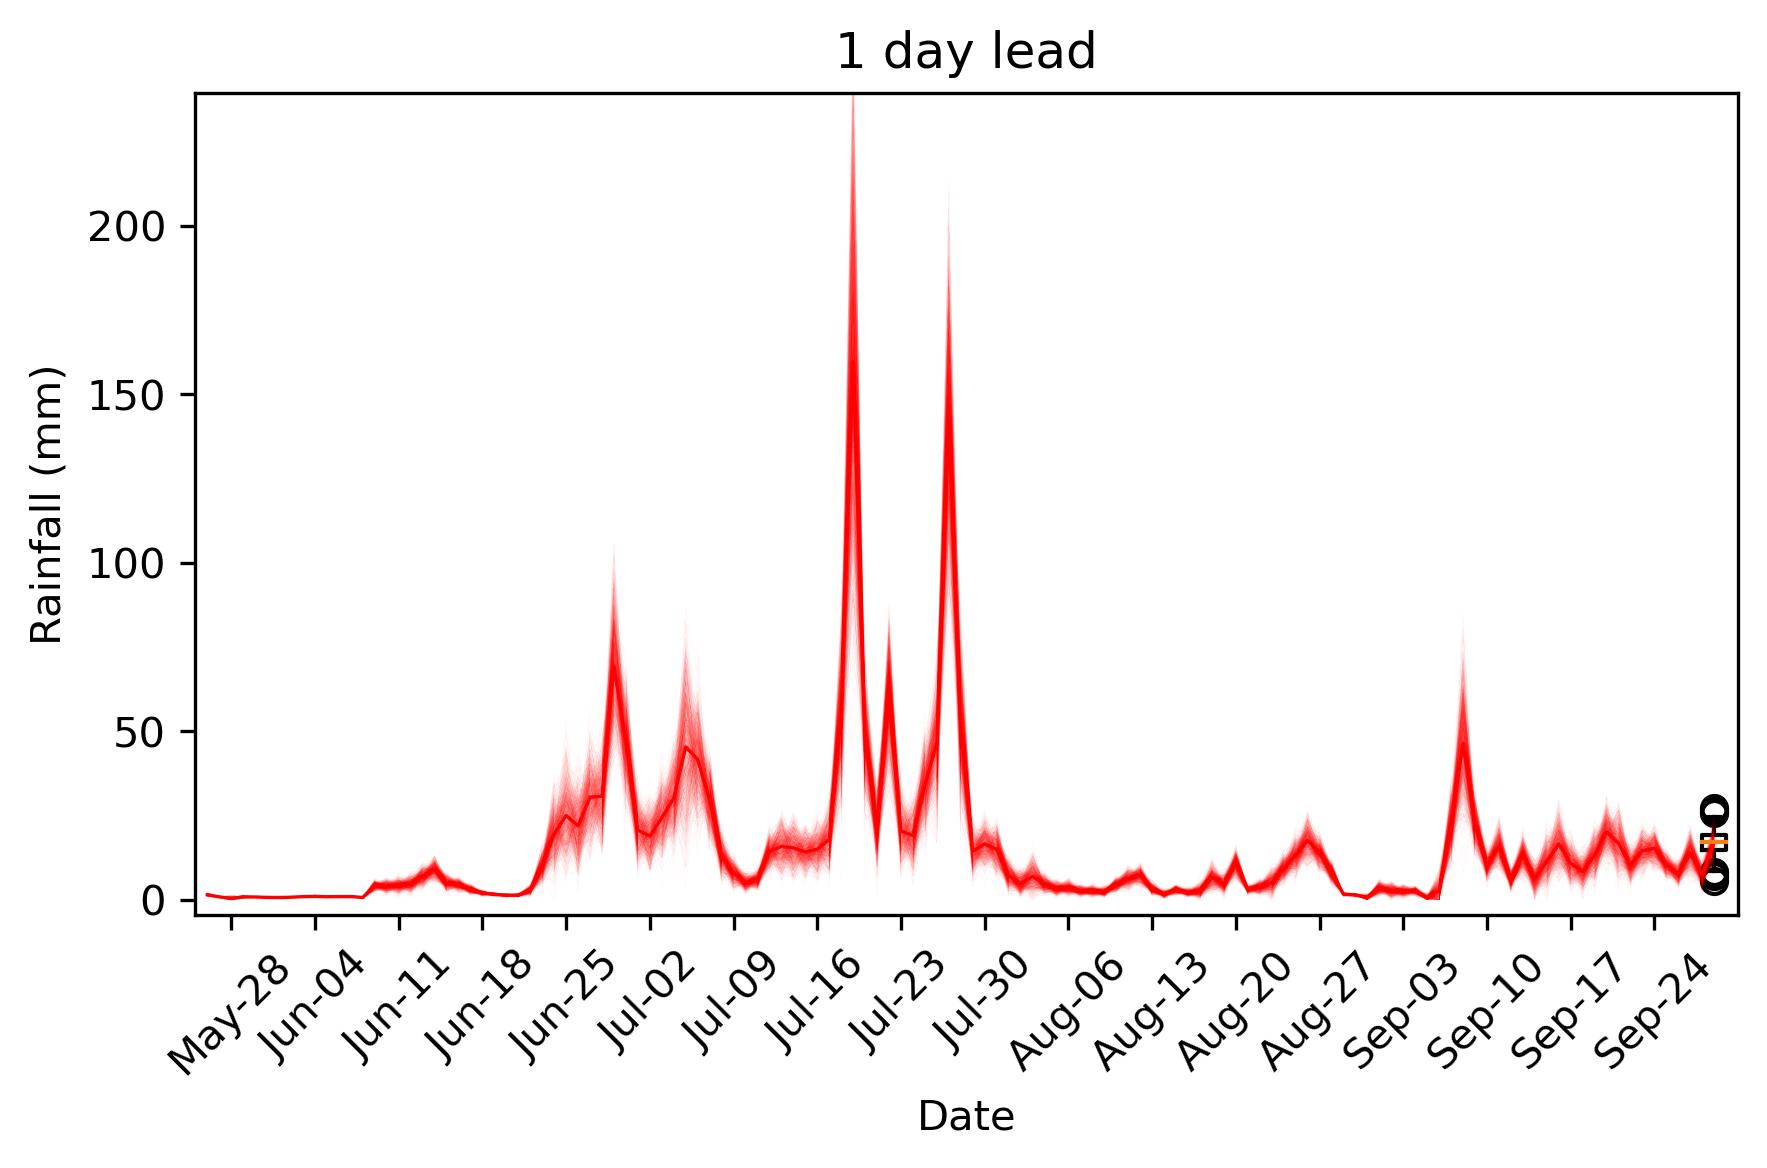 1 day lead
Rainfall (mm)
200
150
100
50
0
May-28
Jun-04
Jun-11
Jun-18
Jun-25
Jul-02
Jul-09
Jul-16
Jul-23
Jul-30
Aug-06
Aug-13
Aug-20
Aug-27
Sep-03
Sep-10
Sep-17
Sep-24
Date